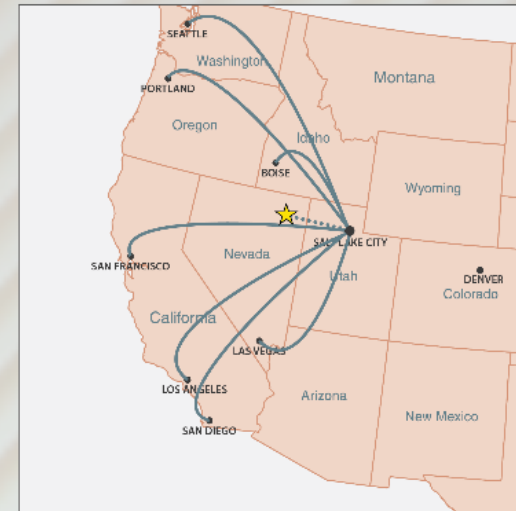 SEATTLE
Washington
Montana
PORTLAND
Oregon
Idaho
BOISE
Wyoming
SALT LAKE CITY
SAN FRANCISCO
Nevada
Utah
DENVER
Colorado
California
LAS VEGAS
LOS ANGELES
Arizona
New Mexico
SAN DIEGO